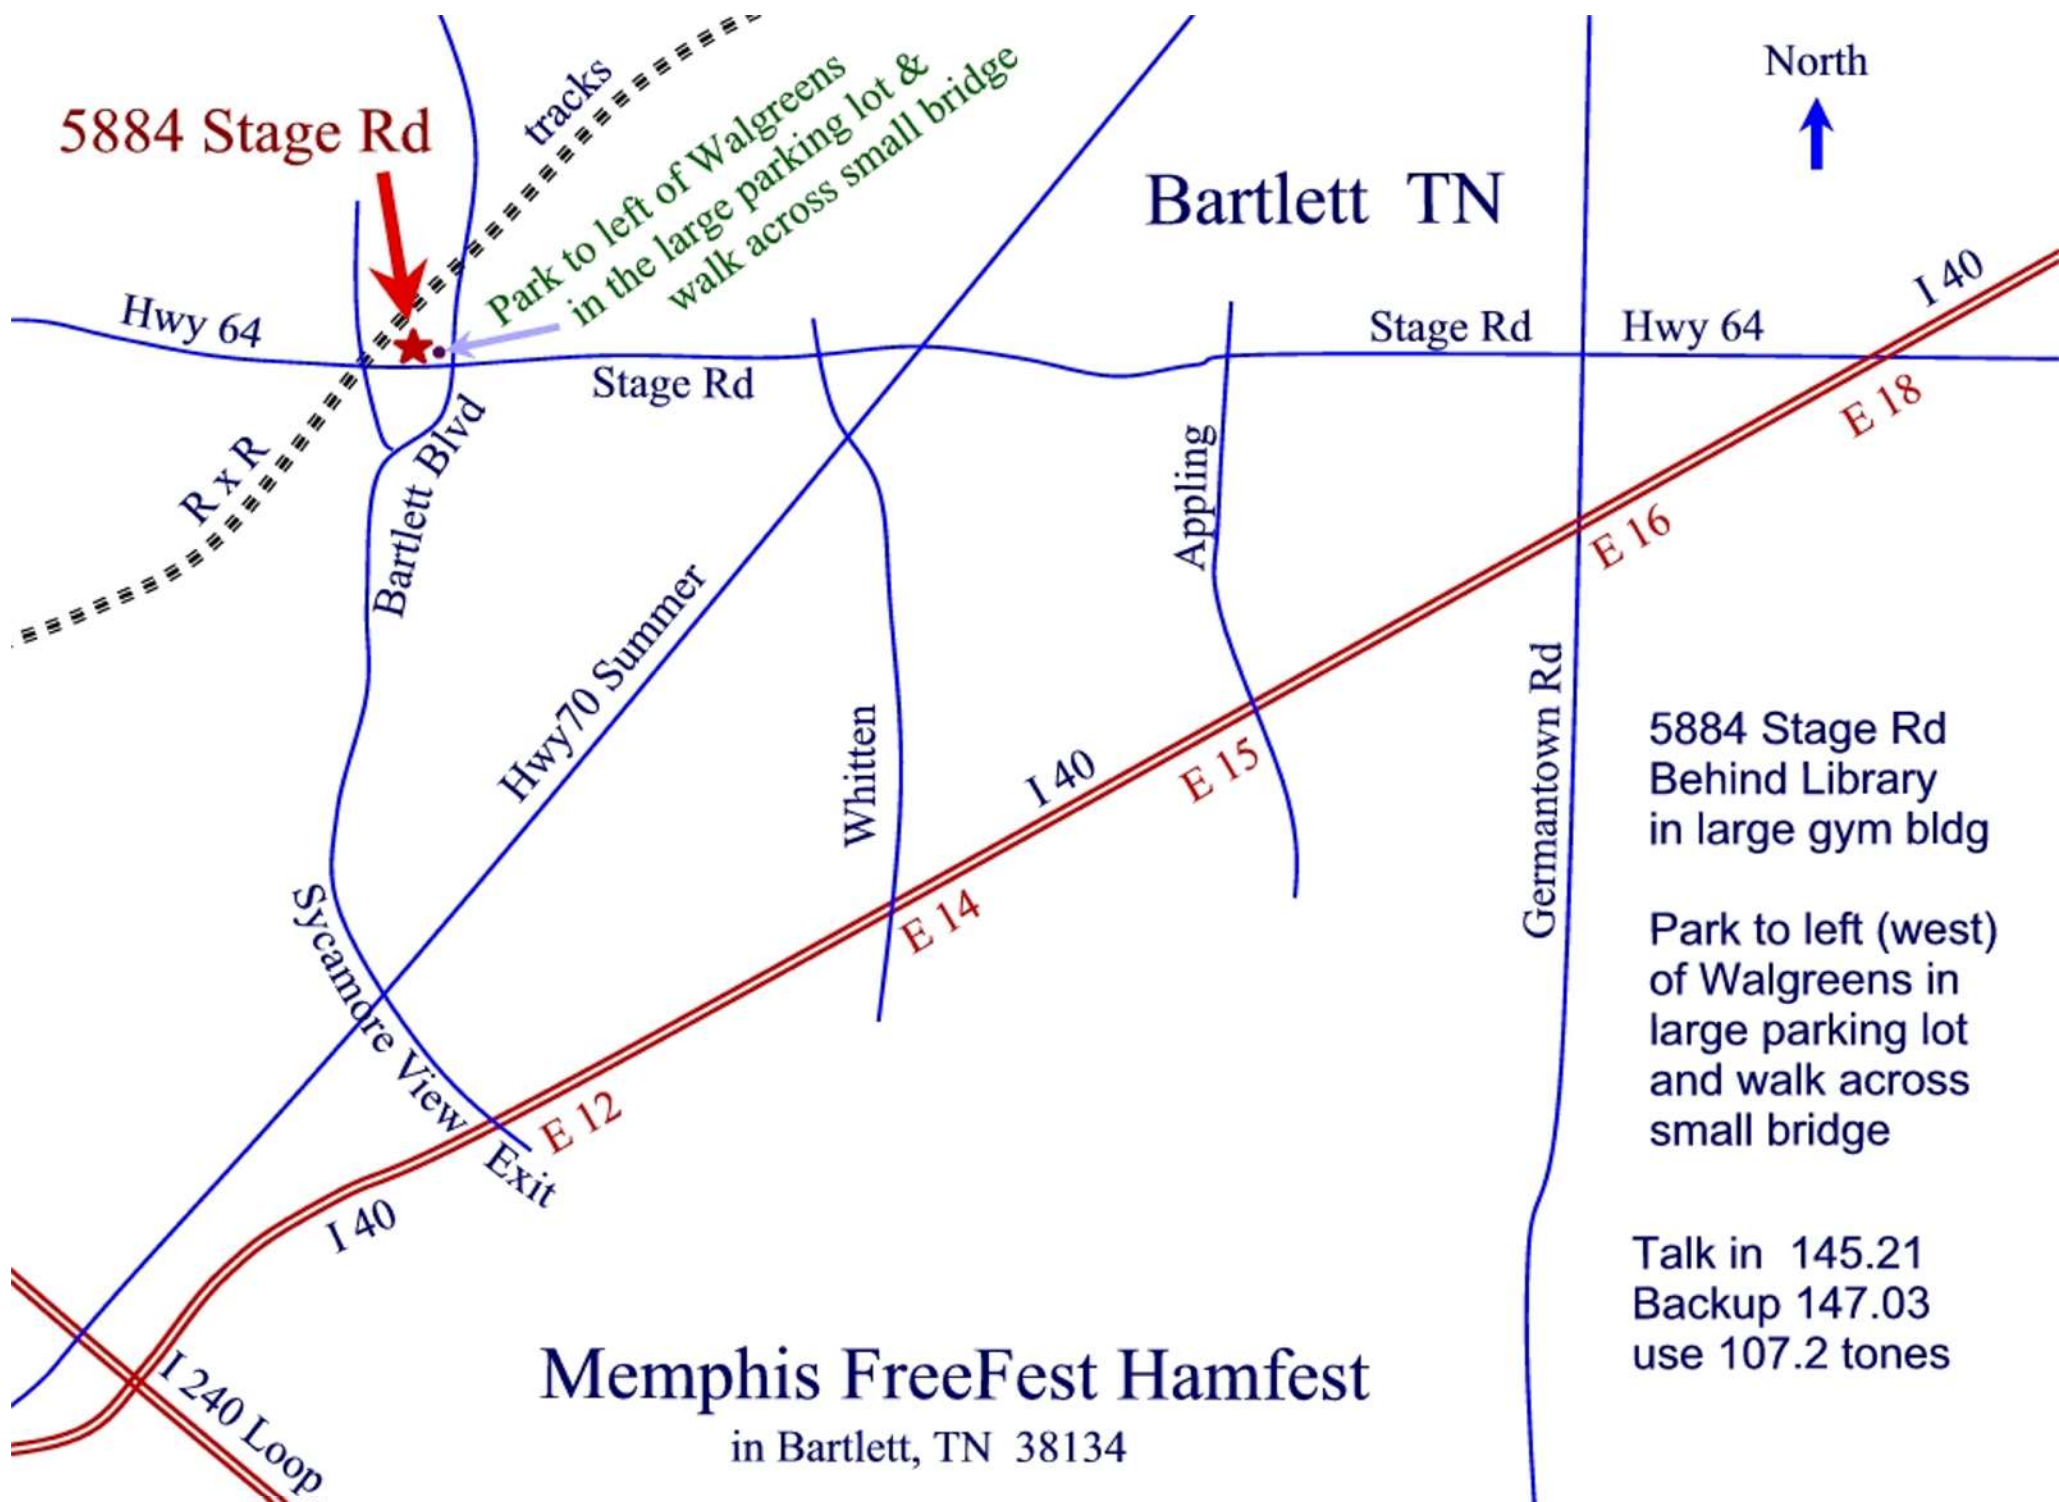 North
tracks
5884 Stage Rd
Park to left of Walgreens
in the large parking lot &
walk across small bridge
Bartlett TN
I 40
Hwy 64
Stage Rd
Hwy 64
Stage Rd
E 18
R x R
Bartlett Blvd
Appling
E 16
Hwy70 Summer
Whitten
I 40
E 15
Germantown Rd
5884 Stage Rd
Behind Library
in large gym bldg
Park to left (west)
of Walgreens in
large parking lot
and walk across
small bridge
E 14
Sycamore View
E 12
Exit
I 40
Talk in 145.21
Backup 147.03
use 107.2 tones
I 240 Loop
Memphis FreeFest Hamfest
in Bartlett, TN 38134